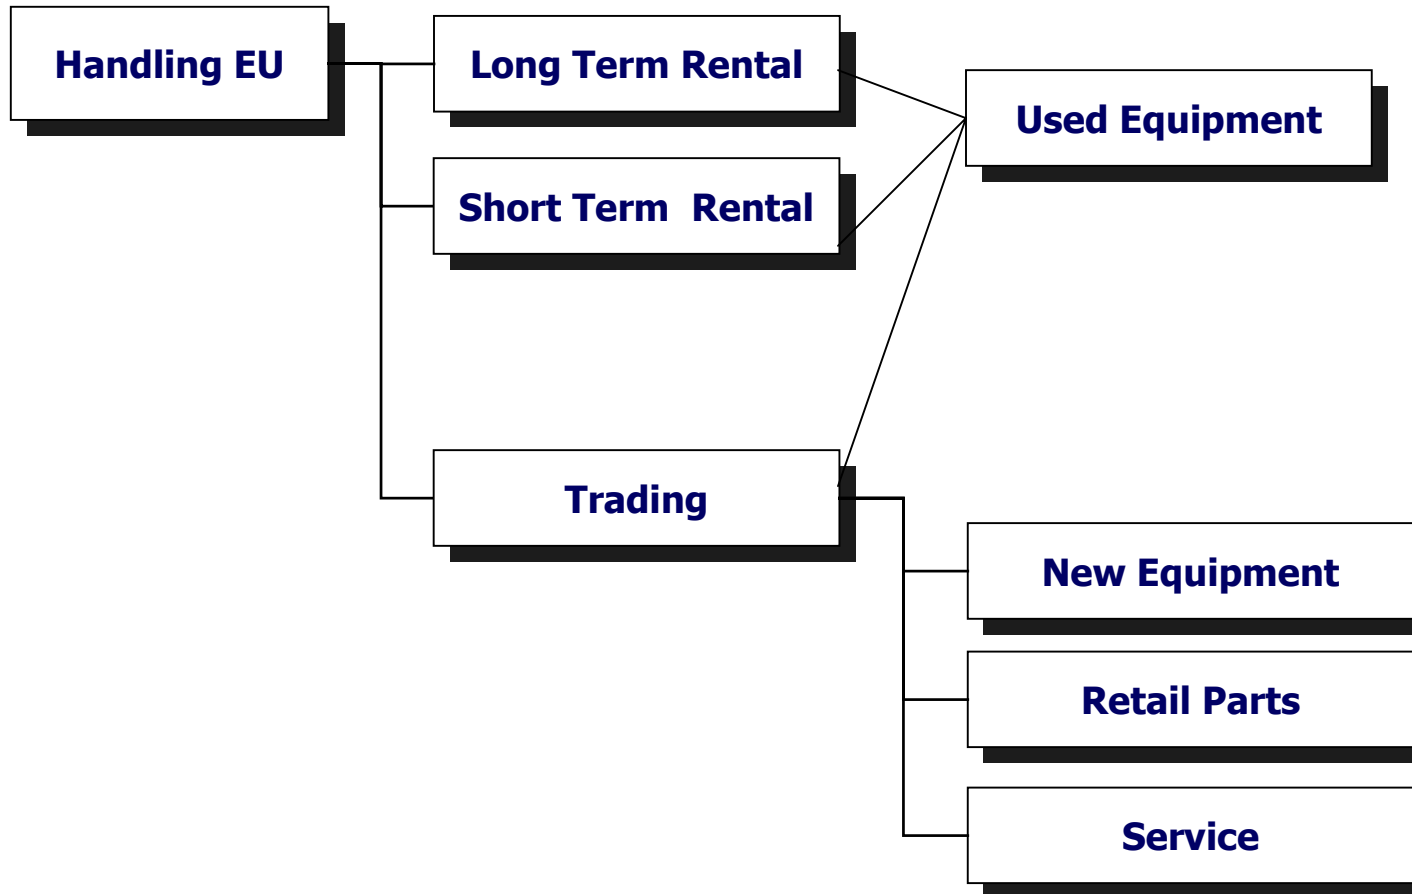 Handling EU
Long Term Rental
Used Equipment
Short Term  Rental
Trading
New Equipment
Retail Parts
Service